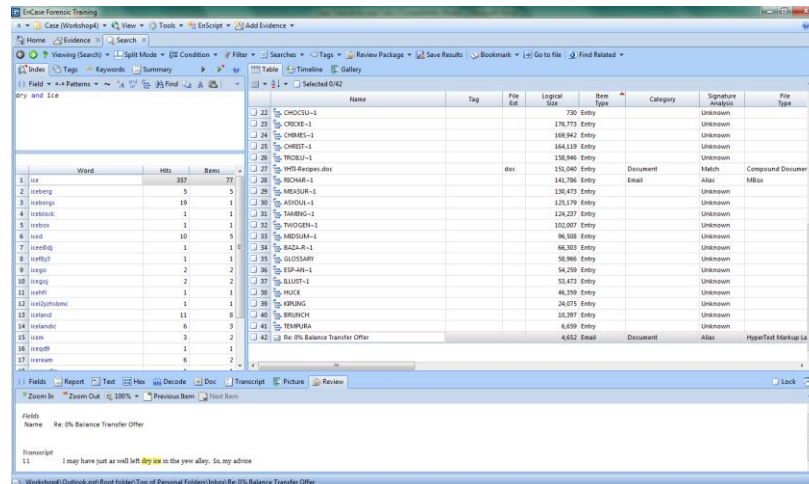 EnCase Forensic Training
Case (Workshop4) View Tools EnScript Add Evidence
Home Evidence Search
Viewing (Search) Split Mode Condition Filter Searches Tags Review Package Save Results Bookmark Go to file Find Related
Index Tags Keywords Summary
Table Timeline Gallery
Field Patterns Find
Selected 0/42
dry and Ice
Name Tag File Ext Logical Size Item Type Category Signature Analysis File Type
22 CHOCSU~1 730 Entry Unknown
23 CRICKE~1 176,773 Entry Unknown
24 CHIMES~1 169,942 Entry Unknown
25 CHRIST~1 164,119 Entry Unknown
26 TROILU~1 158,946 Entry Unknown
27 YHTI-Recipes.doc doc 151,040 Entry Document Match Compound Documen
28 RICHAR~1 141,786 Entry Email Alias MBox
29 MEASUR~1 130,473 Entry Unknown
30 ASYOUL~1 125,179 Entry Unknown
31 TAMING~1 124,237 Entry Unknown
32 TWOGEN~1 102,007 Entry Unknown
33 MIDSUM~1 96,508 Entry Unknown
34 BAZA-R~1 66,303 Entry Unknown
35 GLOSSARY 58,966 Entry Unknown
36 ESP-AN~1 54,259 Entry Unknown
37 ILLUST~1 53,473 Entry Unknown
38 HUCK 46,359 Entry Unknown
39 KIPLING 24,075 Entry Unknown
40 BRUNCH 10,397 Entry Unknown
41 TEMPURA 6,659 Entry Unknown
42 Re: 0% Balance Transfer Offer 4,652 Email Document Alias HyperText Markup La
Word Hits Items
1 ice 357 77
2 iceberg 5 5
3 icebergs 19 1
4 iceblock 1 1
5 icebox 1 1
6 iced 10 5
7 1 1
8 1 1
9 icego 2 2
10 2 2
11 icehfl 1 1
12 1 1
13 iceland 11 8
14 icelandic 6 3
15 icem 3 2
16 1 1
17 iceream 6 2
Fields Report Text Hex Decode Doc Transcript Picture Review Lock
Zoom In Zoom Out 100% Previous Item Next Item
Fields
Name Re: 0% Balance Transfer Offer
Transcript
11 I may have just as well left dry ice in the yew alley. So, my advice
Workshop4\Outlook.pst\Root folder\Top of Personal Folders\Inbox\Re: 0% Balance Transfer Offer